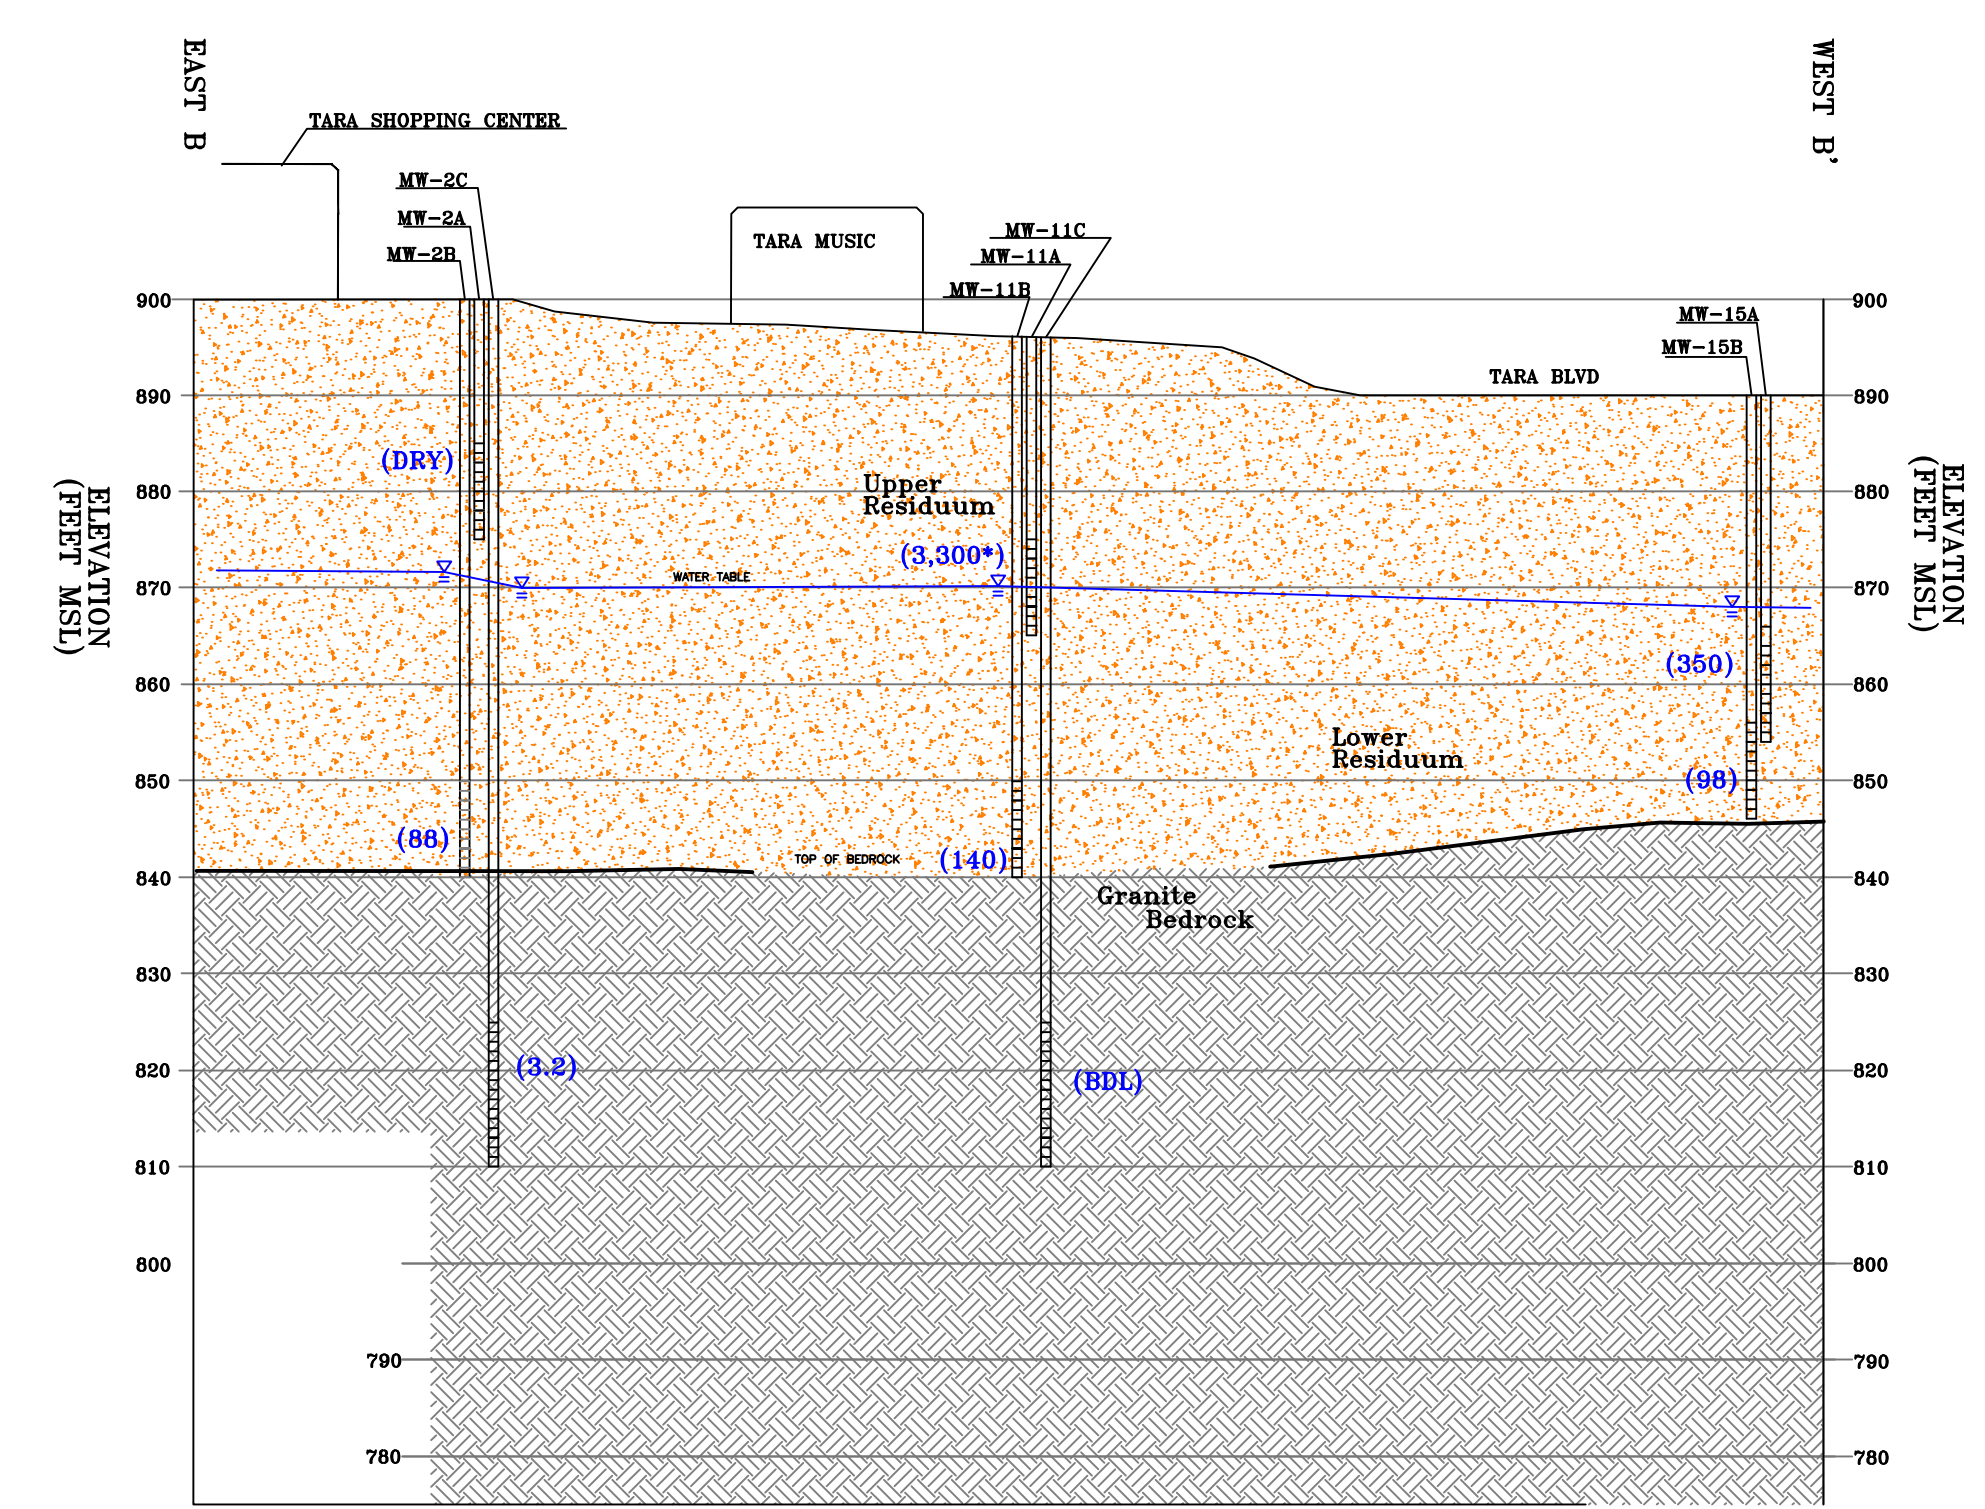 EAST B
WEST B'
TARA SHOPPING CENTER
MW-2C
MW-2A
MW-2B
TARA MUSIC
MW-11C
MW-11A
MW-11B
MW-15A
MW-15B
TARA BLVD
900
900
890
890
(DRY)
Upper
Residuum
880
880
(3,300*)
WATER TABLE
870
870
ELEVATION
(FEET MSL)
ELEVATION
(FEET MSL)
(350)
860
860
Lower
Residuum
850
850
(98)
(88)
TOP OF BEDROCK
(140)
840
840
Granite
Bedrock
830
830
820
820
(3.2)
(BDL)
810
810
800
800
790
790
780
780